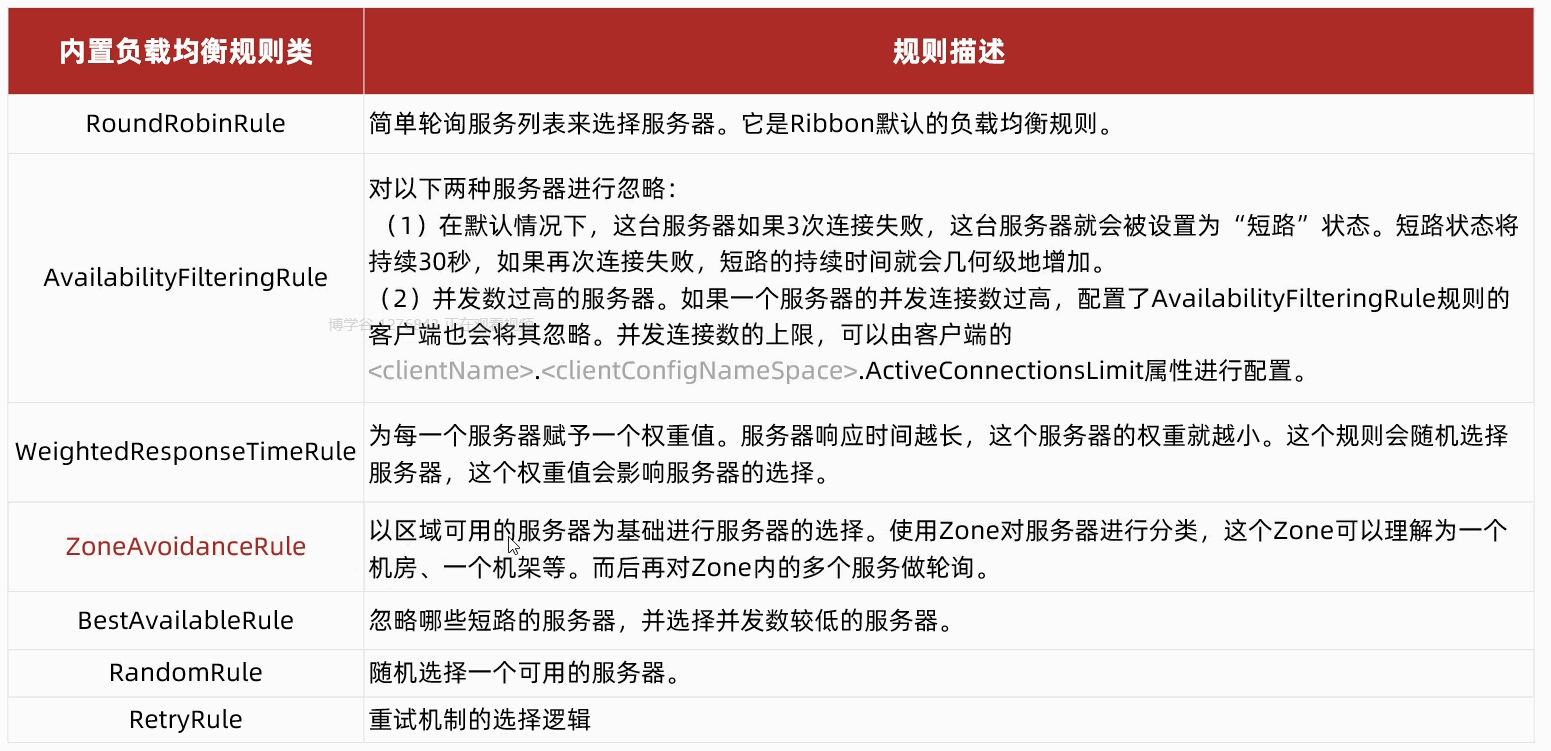 内置负载均衡规则类
规则描述
RoundRobinRule
简单轮询服务列表来选择服务器。它是Ribbon默认的负载均衡规则。
AvailabilityFilteringRule
对以下两种服务器进行忽略：
（1）在默认情况下，这台服务器如果3次连接失败，这台服务器就会被设置为“短路”状态。短路状态将
持续30秒，如果再次连接失败，短路的持续时间就会几何级地增加。
（2）并发数过高的服务器。如果一个服务器的并发连接数过高，配置了AvailabilityFilteringRule规则的
客户端也会将其忽略。并发连接数的上限，可以由客户端的
<clientName>.<clientConfigNameSpace>.ActiveConnectionsLimit属性进行配置。
WeightedResponseTimeRule
为每一个服务器赋予一个权重值。服务器响应时间越长，这个服务器的权重就越小。这个规则会随机选择
服务器，这个权重值会影响服务器的选择。
ZoneAvoidanceRule
以区域可用的服务器为基础进行服务器的选择。使用Zone对服务器进行分类，这个Zone可以理解为一个
机房、一个机架等。而后再对Zone内的多个服务做轮询。
BestAvailableRule
忽略哪些短路的服务器，并选择并发数较低的服务器。
RandomRule
随机选择一个可用的服务器。
RetryRule
重试机制的选择逻辑